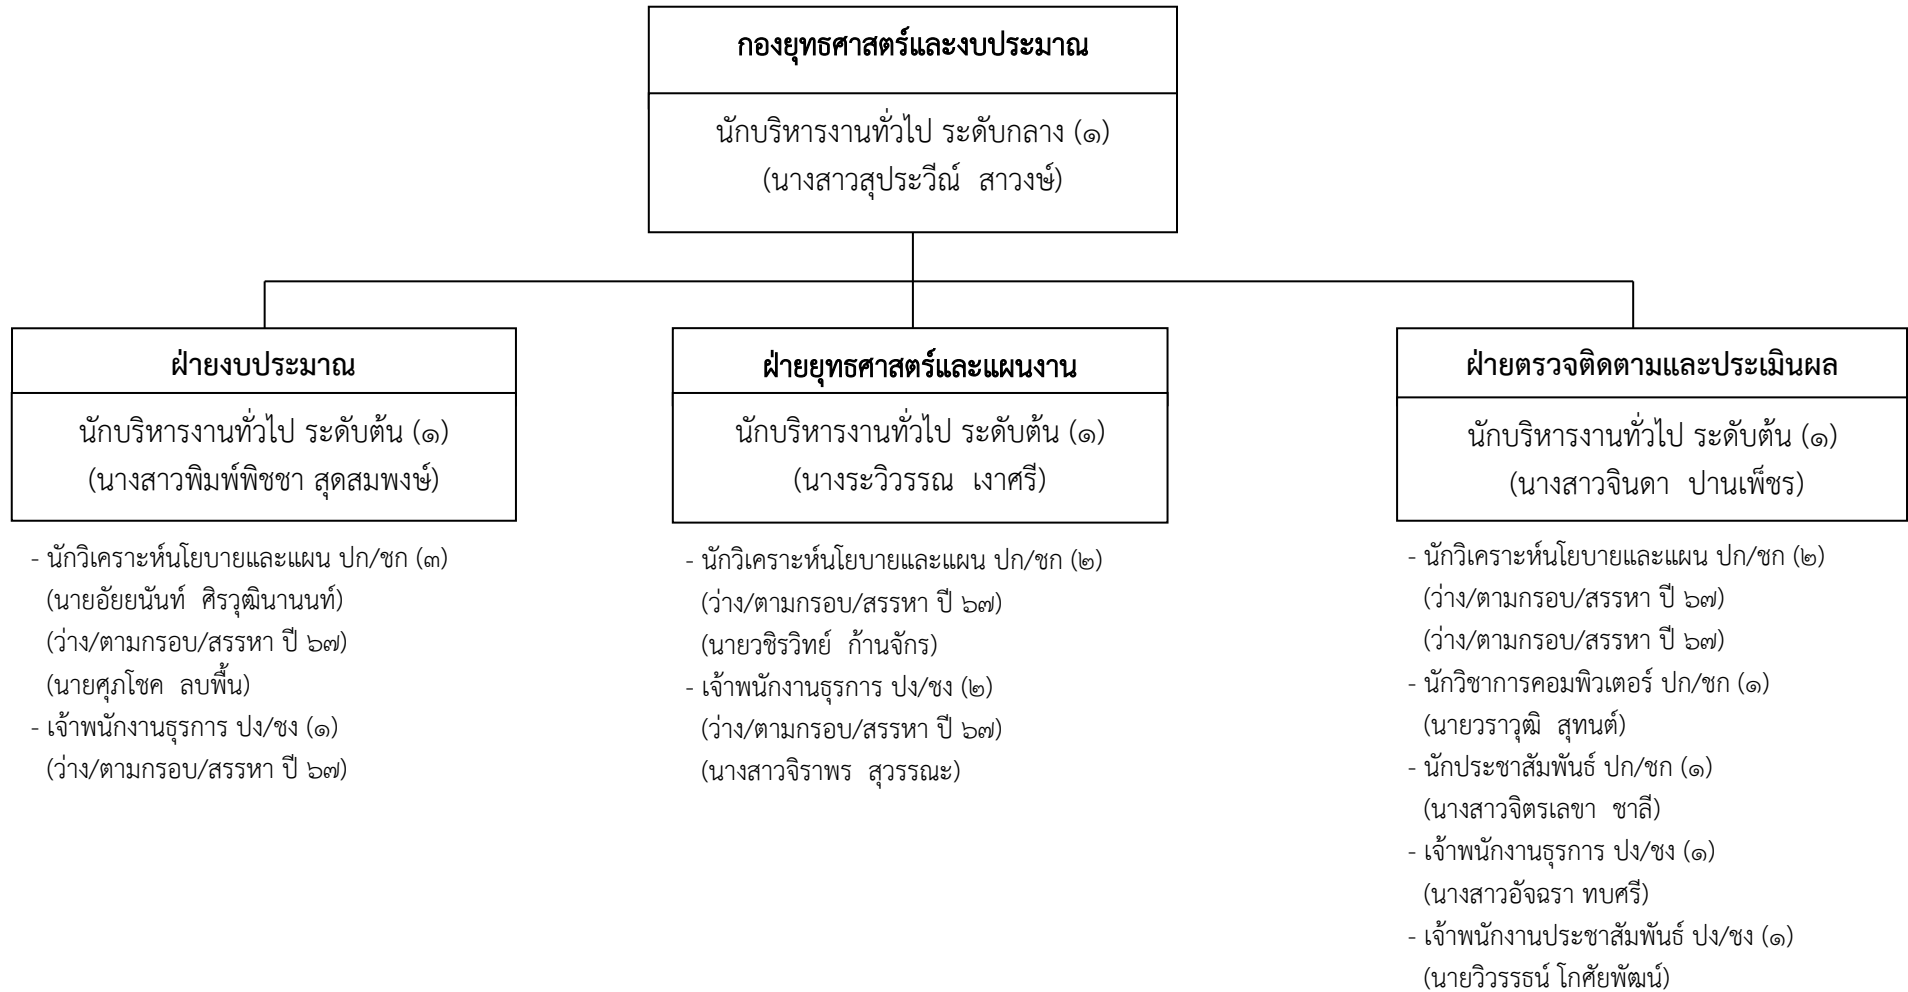 กองยุทธศาสตร์และงบประมาณ
นักบริหารงานทั่วไป ระดับกลาง (๑)
(นางสาวสุประวีณ์ สาวงษ์)
ฝ่ายงบประมาณ
นักบริหารงานทั่วไป ระดับต้น (๑)
(นางสาวพิมพ์พิชชา สุดสมพงษ์)
- นักวิเคราะห์นโยบายและแผน ปก/ชก (๓)
(นายอัยยนันท์ ศิรวุฒินานนท์)
(ว่าง/ตามกรอบ/สรรหา ปี ๖๗)
(นายศุภโชค ลบพื้น)
- เจ้าพนักงานธุรการ ปง/ชง (๑)
(ว่าง/ตามกรอบ/สรรหา ปี ๖๗)
ฝ่ายยุทธศาสตร์และแผนงาน
นักบริหารงานทั่วไป ระดับต้น (๑)
(นางระวิวรรณ เงาศรี)
- นักวิเคราะห์นโยบายและแผน ปก/ชก (๒)
(ว่าง/ตามกรอบ/สรรหา ปี ๖๗)
(นายวชิรวิทย์ ก้านจักร)
- เจ้าพนักงานธุรการ ปง/ชง (๒)
(ว่าง/ตามกรอบ/สรรหา ปี ๖๗)
(นางสาวจิราพร สุวรรณะ)
ฝ่ายตรวจติดตามและประเมินผล
นักบริหารงานทั่วไป ระดับต้น (๑)
(นางสาวจินดา ปานเพ็ชร)
- นักวิเคราะห์นโยบายและแผน ปก/ชก (๒)
(ว่าง/ตามกรอบ/สรรหา ปี ๖๗)
(ว่าง/ตามกรอบ/สรรหา ปี ๖๗)
- นักวิชาการคอมพิวเตอร์ ปก/ชก (๑)
(นายวราวุฒิ สุทนต์)
- นักประชาสัมพันธ์ ปก/ชก (๑)
(นางสาวจิตรเลขา ชาลี)
- เจ้าพนักงานธุรการ ปง/ชง (๑)
(นางสาวอัจฉรา ทบศรี)
- เจ้าพนักงานประชาสัมพันธ์ ปง/ชง (๑)
(นายวิวรรธน์ โกศัยพัฒน์)